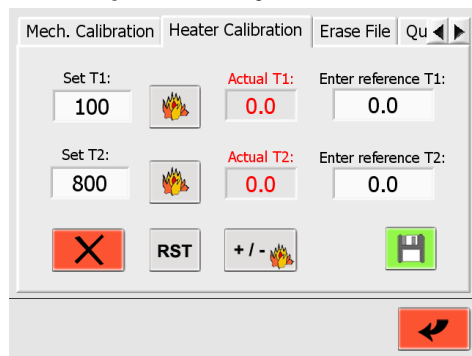 Mech. Calibration Heater Calibration Erase File Qu
Set T1: Actual T1: Enter reference T1:
100 0.0 0.0
Set T2: Actual T2: Enter reference T2:
800 0.0 0.0
RST + / -